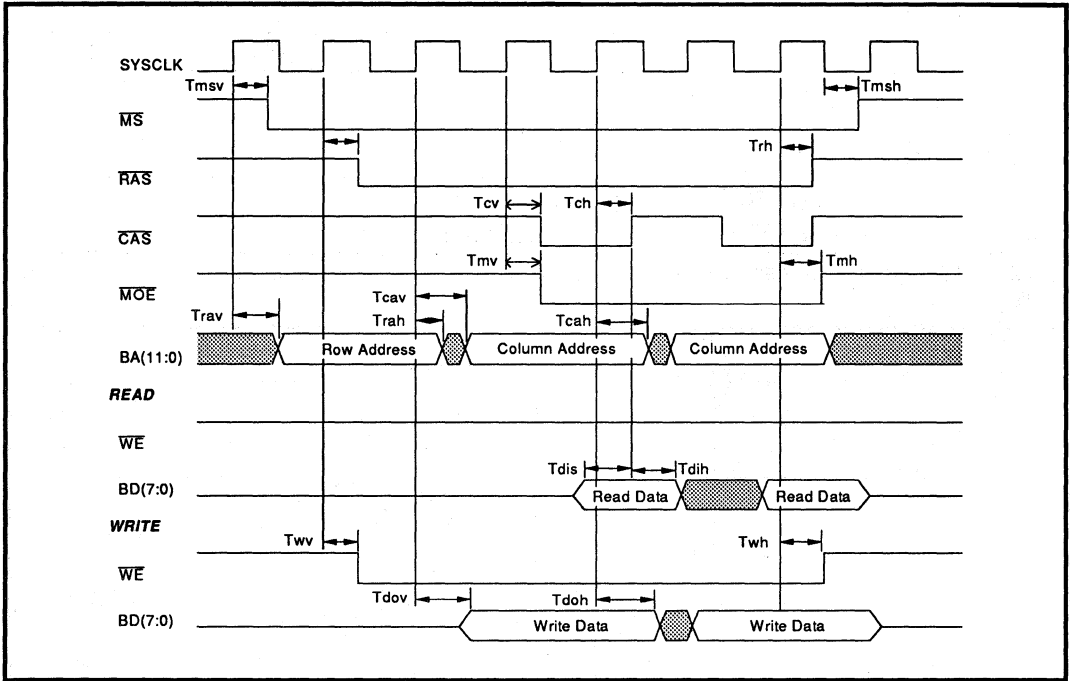 SYSCLK
Tmsv
Tmsh
MS
Trh
RAS
Tcv
Tch
CAS
Tmv
Tmh
MOE
Tcav
Trav
Trah
Tcah
BA(11:0)
Row Address
Column Address
Column Address
READ
WE
Tdis
Tdih
BD(7:0)
Read Data
Read Data
WRITE
Twv
Twh
WE
Tdov
Tdoh
BD(7:0)
Write Data
Write Data